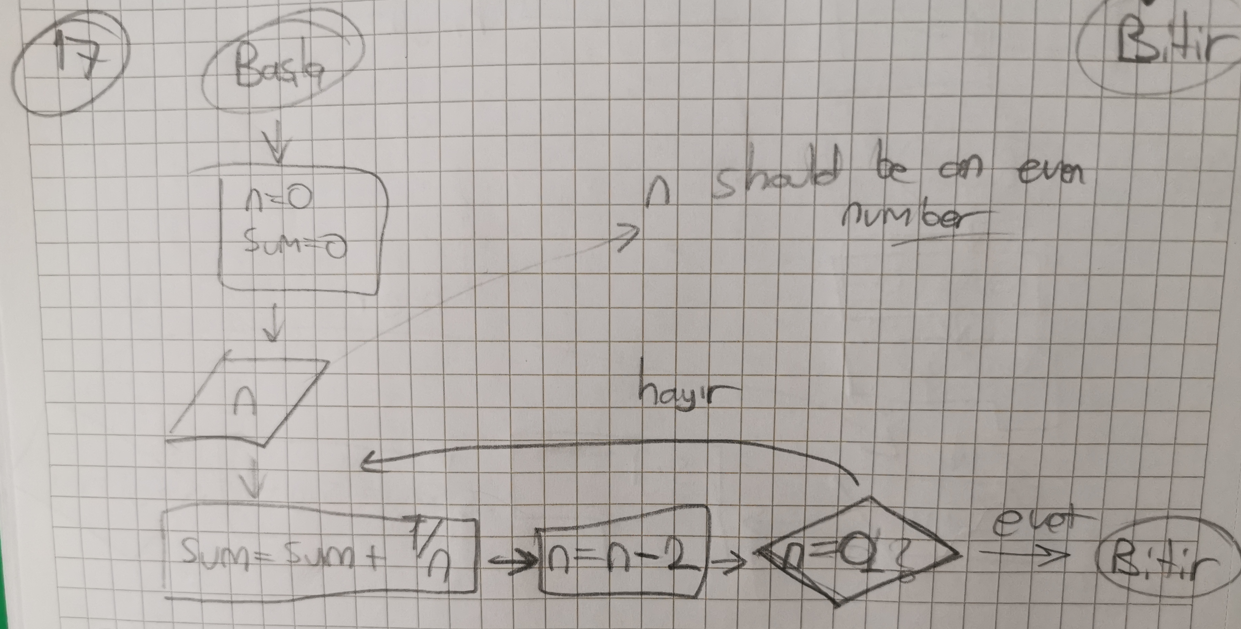 17
Başla
Bitir
n=0
Sum=0
n should be an even
number
n
hayır
Sum=Sum+ 1/n
n=n-2
n=0?
evet
Bitir